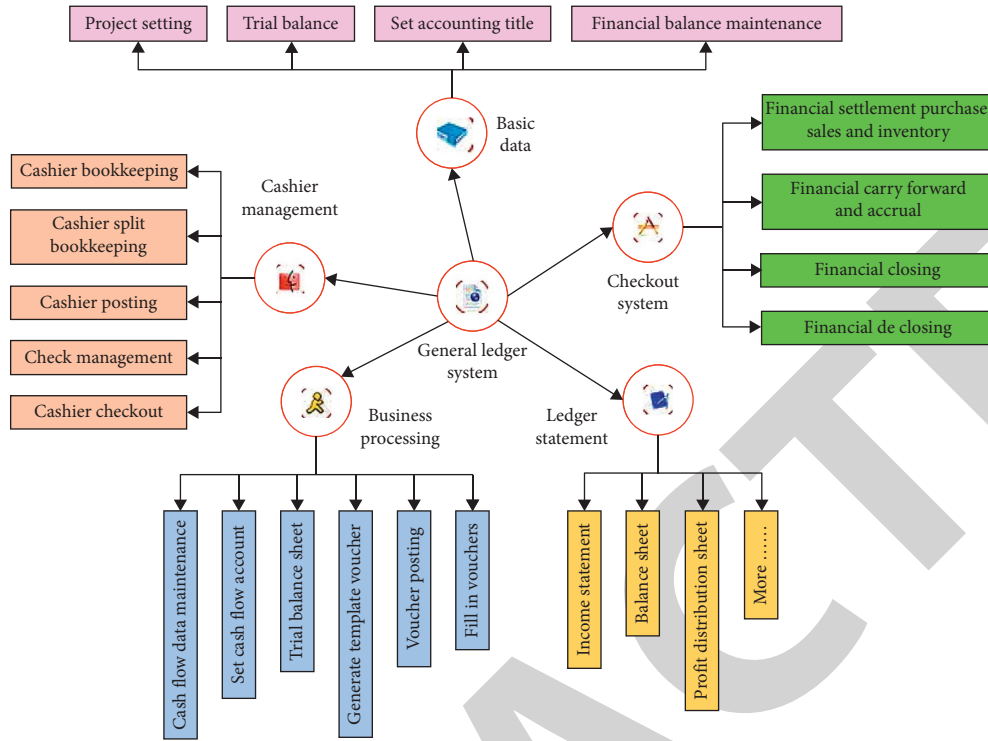 Project setting
Trial balance
Set accounting title
Financial balance maintenance
Basic
data
Financial settlement purchase
sales and inventory
Cashier bookkeeping
Cashier
management
Financial carry forward
and accrual
Cashier split
bookkeeping
Checkout
system
Financial closing
Cashier posting
Financial de closing
General ledger
system
Check management
Cashier checkout
Business
processing
Ledger
statement
Cash flow data maintenance
Set cash flow account
Trial balance sheet
Generate template voucher
Voucher posting
Fill in vouchers
Income statement
Balance sheet
Profit distribution sheet
More ......